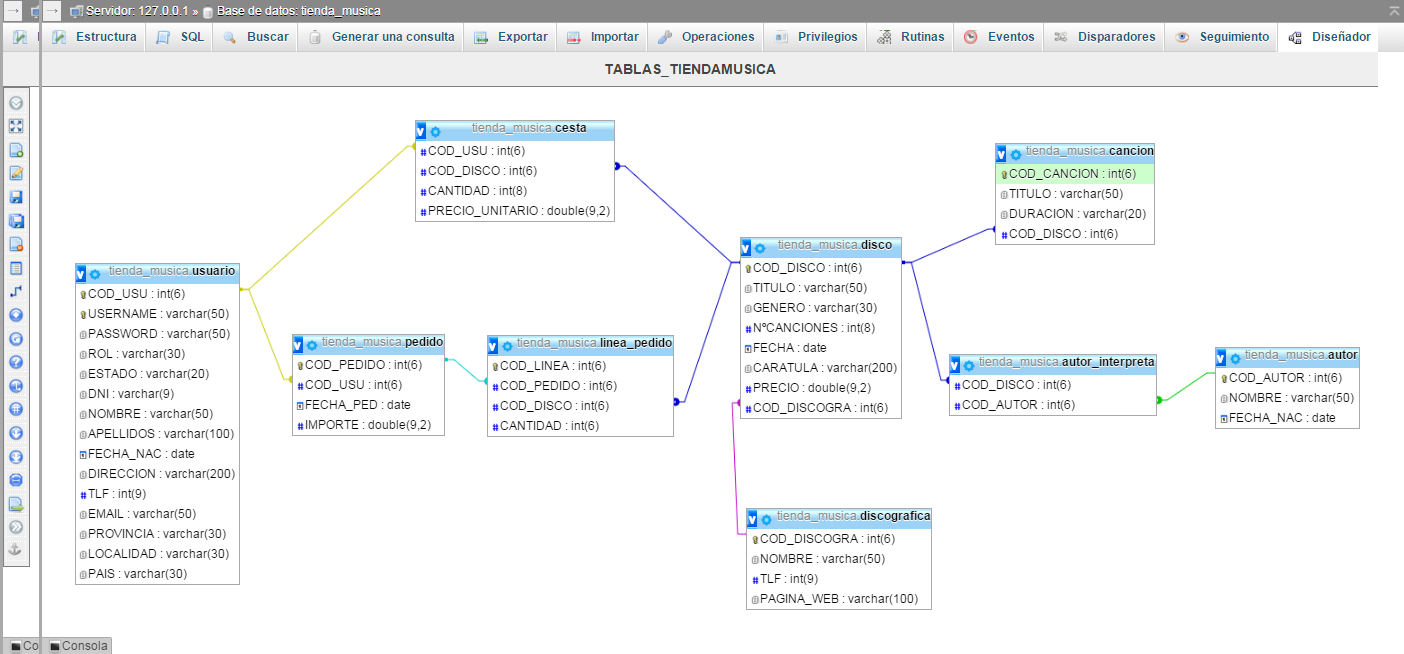 Servidor: 127.0.0.1 » Base de datos: tienda_musica
Estructura SQL Buscar Generar una consulta Exportar Importar Operaciones Privilegios Rutinas Eventos Disparadores Seguimiento Diseñador
TABLAS_TIENDAMUSICA
tienda_musica.cesta
COD_USU : int(6)
COD_DISCO : int(6)
CANTIDAD : int(8)
PRECIO_UNITARIO : double(9,2)
tienda_musica.cancion
COD_CANCION : int(6)
TITULO : varchar(50)
DURACION : varchar(20)
COD_DISCO : int(6)
tienda_musica.usuario
COD_USU : int(6)
USERNAME : varchar(50)
PASSWORD : varchar(50)
ROL : varchar(30)
ESTADO : varchar(20)
DNI : varchar(9)
NOMBRE : varchar(50)
APELLIDOS : varchar(100)
FECHA_NAC : date
DIRECCION : varchar(200)
TLF : int(9)
EMAIL : varchar(50)
PROVINCIA : varchar(30)
LOCALIDAD : varchar(30)
PAIS : varchar(30)
tienda_musica.pedido
COD_PEDIDO : int(6)
COD_USU : int(6)
FECHA_PED : date
IMPORTE : double(9,2)
tienda_musica.linea_pedido
COD_LINEA : int(6)
COD_PEDIDO : int(6)
COD_DISCO : int(6)
CANTIDAD : int(6)
tienda_musica.disco
COD_DISCO : int(6)
TITULO : varchar(50)
GENERO : varchar(30)
NºCANCIONES : int(8)
FECHA : date
CARATULA : varchar(200)
PRECIO : double(9,2)
COD_DISCOGRA : int(6)
tienda_musica.autor_interpreta
COD_DISCO : int(6)
COD_AUTOR : int(6)
tienda_musica.autor
COD_AUTOR : int(6)
NOMBRE : varchar(50)
FECHA_NAC : date
tienda_musica.discografica
COD_DISCOGRA : int(6)
NOMBRE : varchar(50)
TLF : int(9)
PAGINA_WEB : varchar(100)
Co Consola